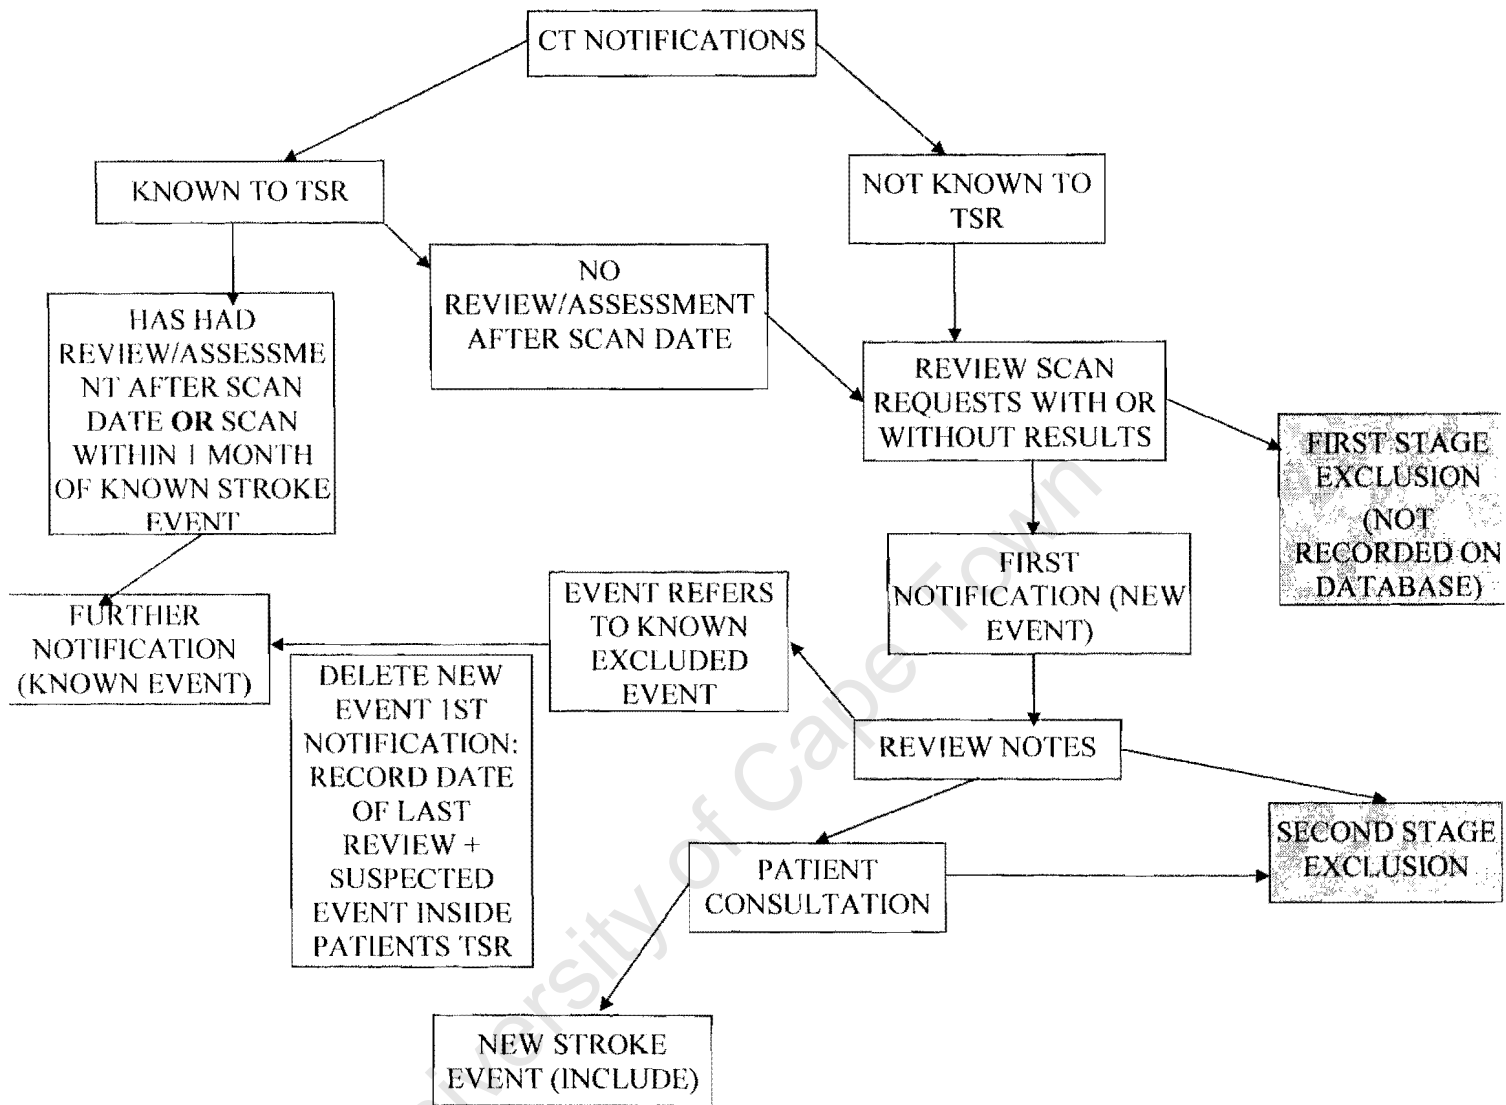 CT NOTIFICATIONS
KNOWN TO TSR
NOT KNOWN TO
TSR
NO
REVIEW/ASSESSMENT
AFTER SCAN DATE
HAS HAD
REVIEW/ASSESSME
NT AFTER SCAN
DATE OR SCAN
WITHIN 1 MONTH
OF KNOWN STROKE
EVENT
REVIEW SCAN
REQUESTS WITH OR
WITHOUT RESULTS
FIRST STAGE
EXCLUSION
(NOT
RECORDED ON
DATABASE)
FIRST
NOTIFICATION (NEW
EVENT)
EVENT REFERS
TO KNOWN
EXCLUDED
EVENT
FURTHER
NOTIFICATION
(KNOWN EVENT)
DELETE NEW
EVENT 1ST
NOTIFICATION:
RECORD DATE
OF LAST
REVIEW +
SUSPECTED
EVENT INSIDE
PATIENTS TSR
REVIEW NOTES
SECOND STAGE
EXCLUSION
PATIENT
CONSULTATION
NEW STROKE
EVENT (INCLUDE)
versity of Cape Town